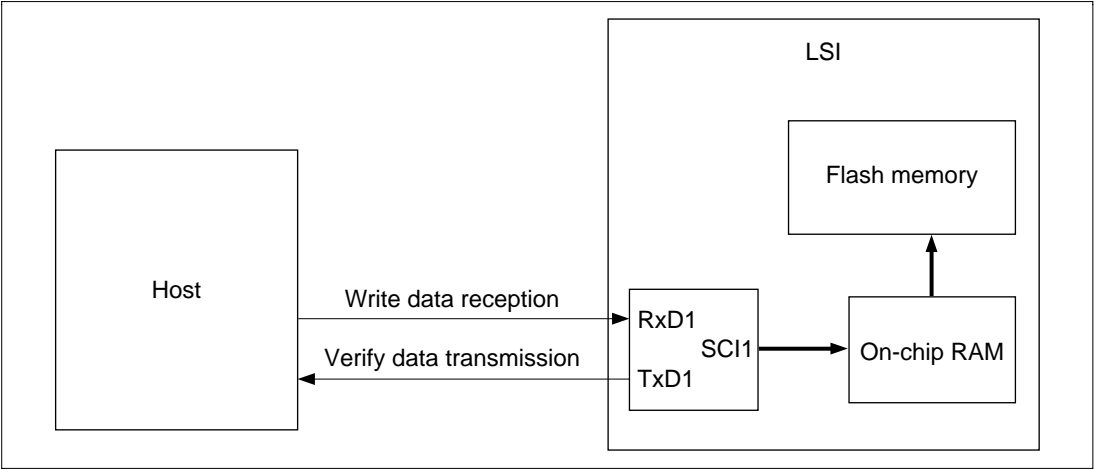 LSI
Flash memory
Host
Write data reception
RxD1
SCI1
On-chip RAM
Verify data transmission
TxD1